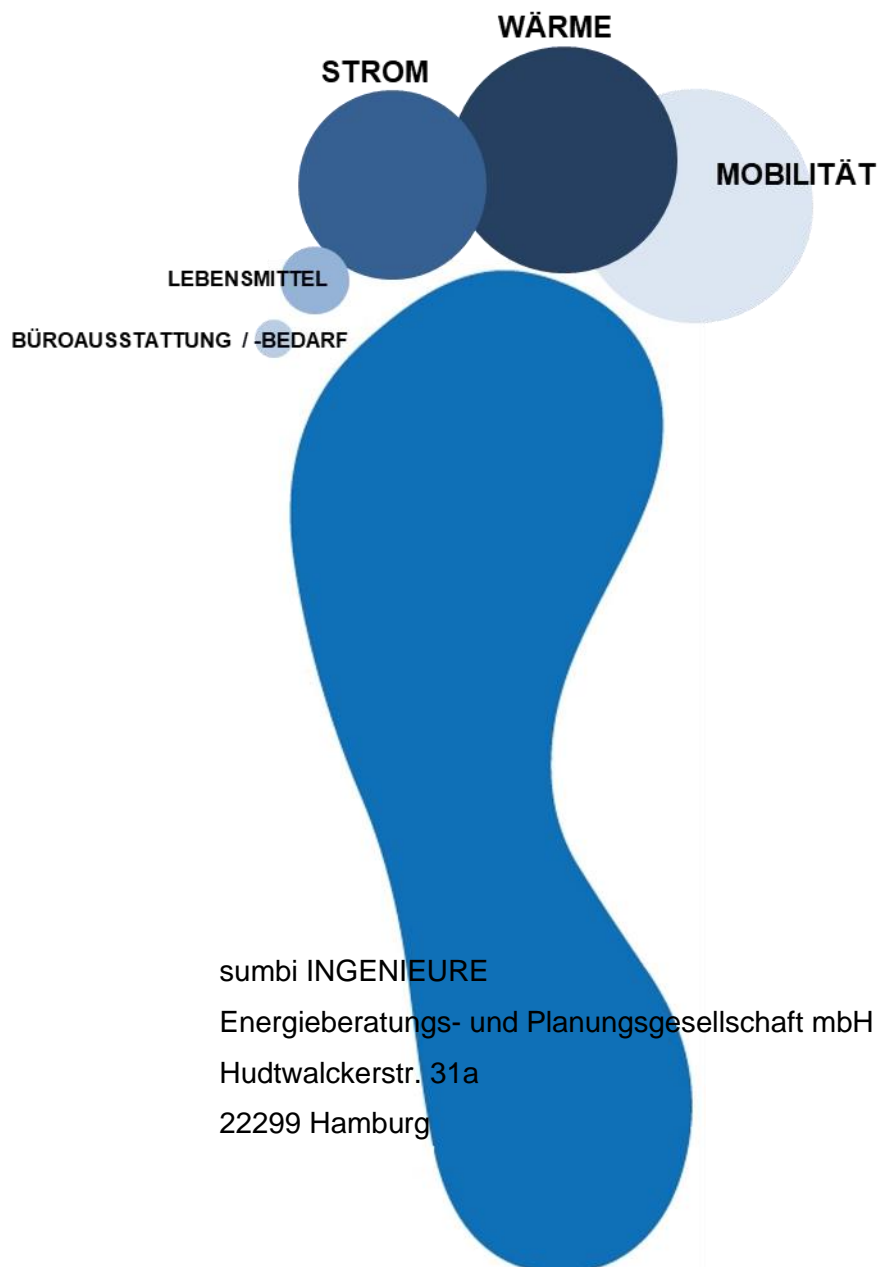 WÄRME
STROM
MOBILITÄT
LEBENSMITTEL
BÜROAUSSTATTUNG / -BEDARF
sumbi INGENIEURE
Energieberatungs- und Planungsgesellschaft mbH
Hudtwalckerstr. 31a
22299 Hamburg